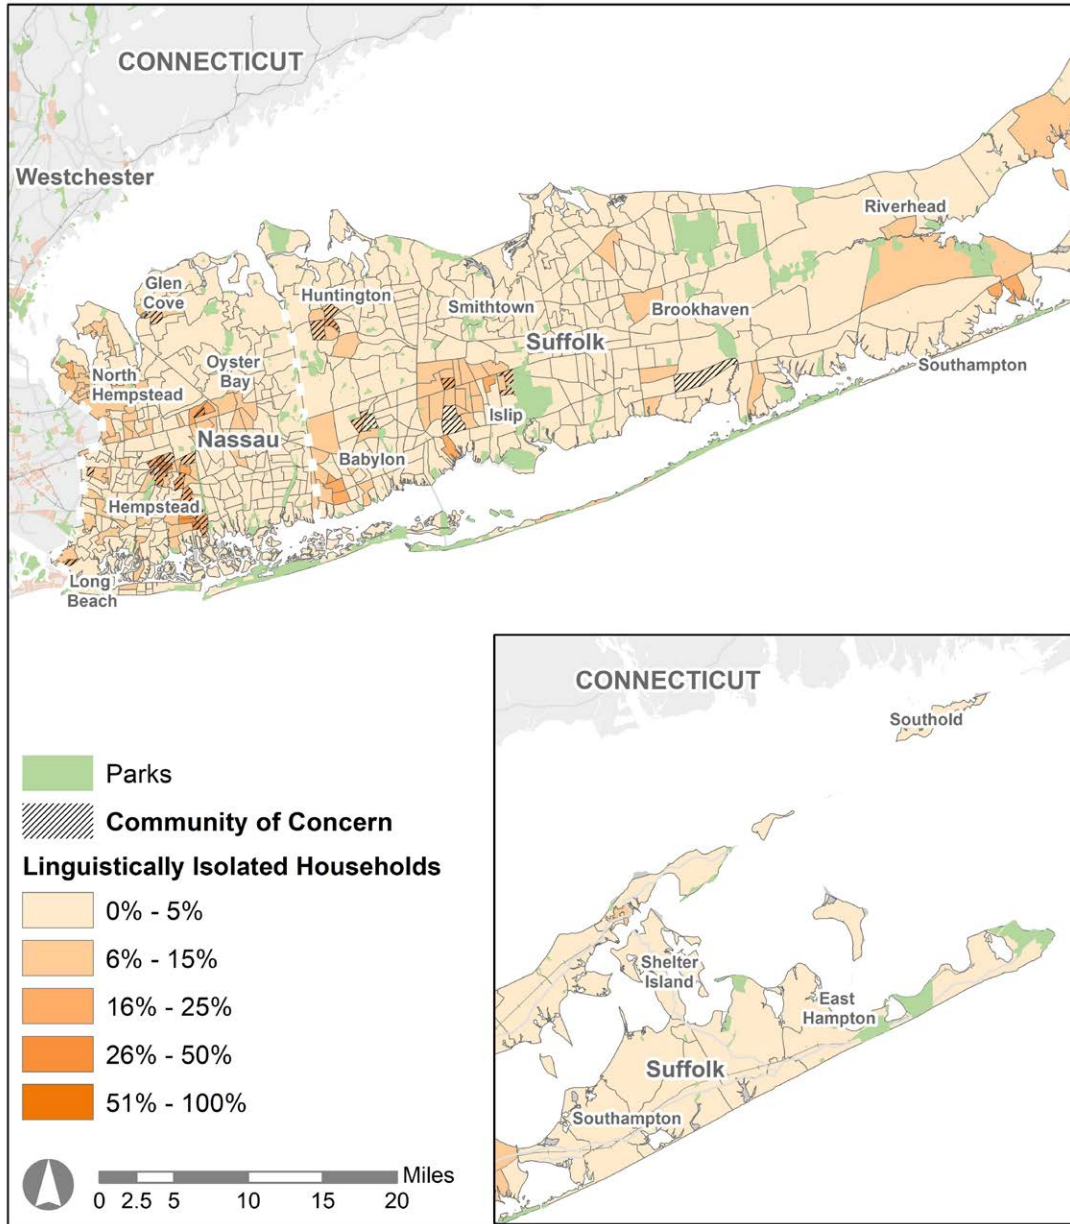 CONNECTICUT
Westchester
Riverhead
Glen
Cove
Huntington
Smithtown
Brookhaven
Suffolk
Oyster
Bay
North
Hempstead
Southampton
Islip
Nassau
Babylon
Hempstead
Long
Beach
CONNECTICUT
Southold
Shelter
Island
East
Hampton
Suffolk
Southampton
Parks
Community of Concern
Linguistically Isolated Households
0% - 5%
6% - 15%
16% - 25%
26% - 50%
51% - 100%
Miles
0 2.5 5 10 15 20